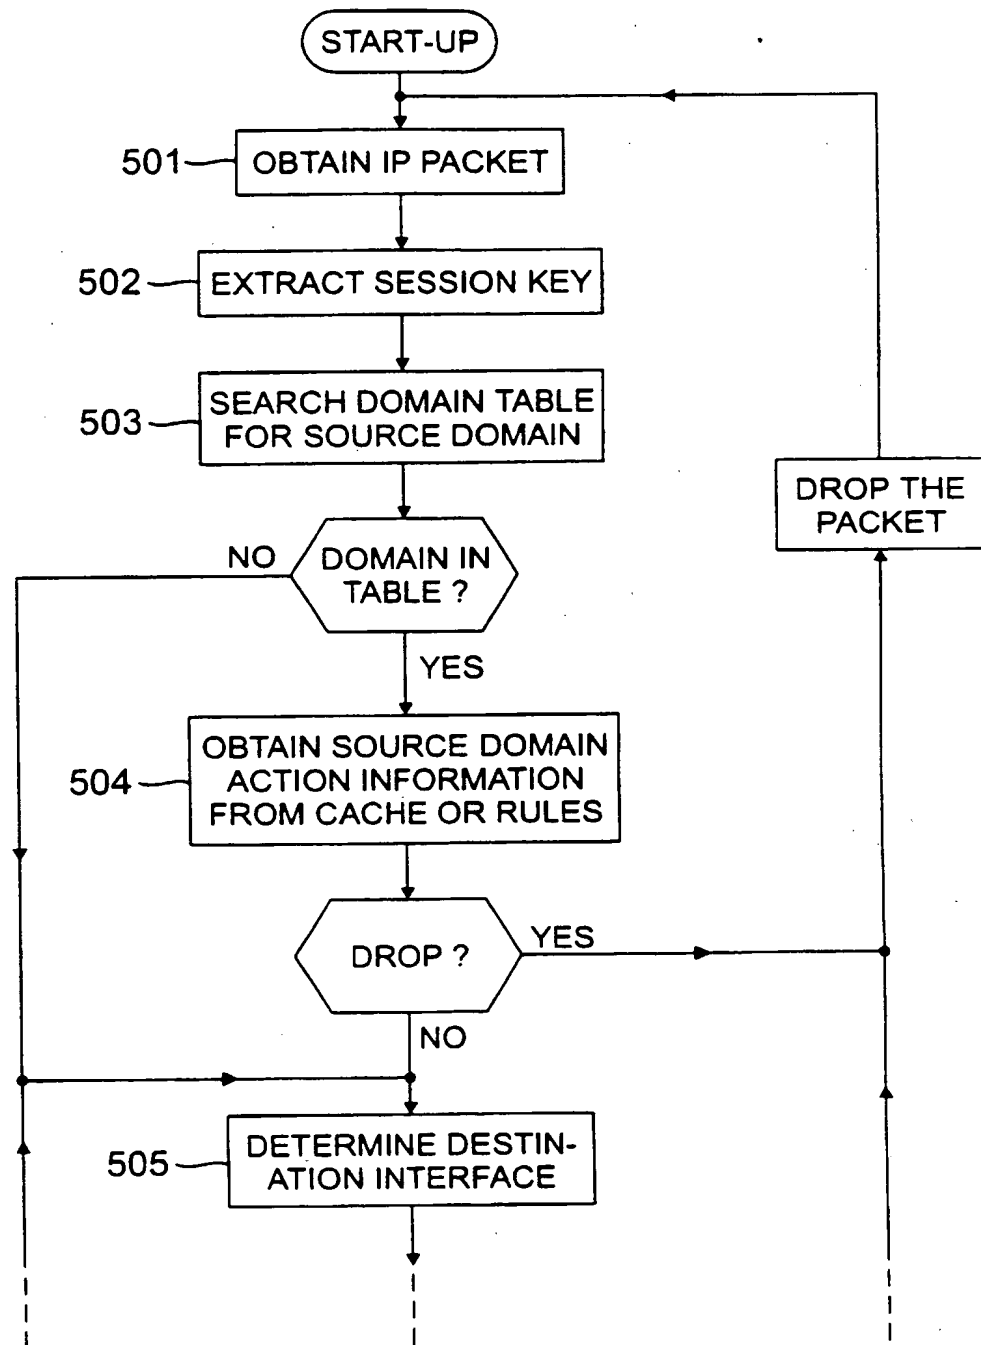 START-UP
501
OBTAIN IP PACKET
502
EXTRACT SESSION KEY
503
SEARCH DOMAIN TABLE
FOR SOURCE DOMAIN
DROP THE
PACKET
NO
DOMAIN IN
TABLE ?
YES
504
OBTAIN SOURCE DOMAIN
ACTION INFORMATION
FROM CACHE OR RULES
DROP ?
YES
NO
505
DETERMINE DESTIN-
ATION INTERFACE